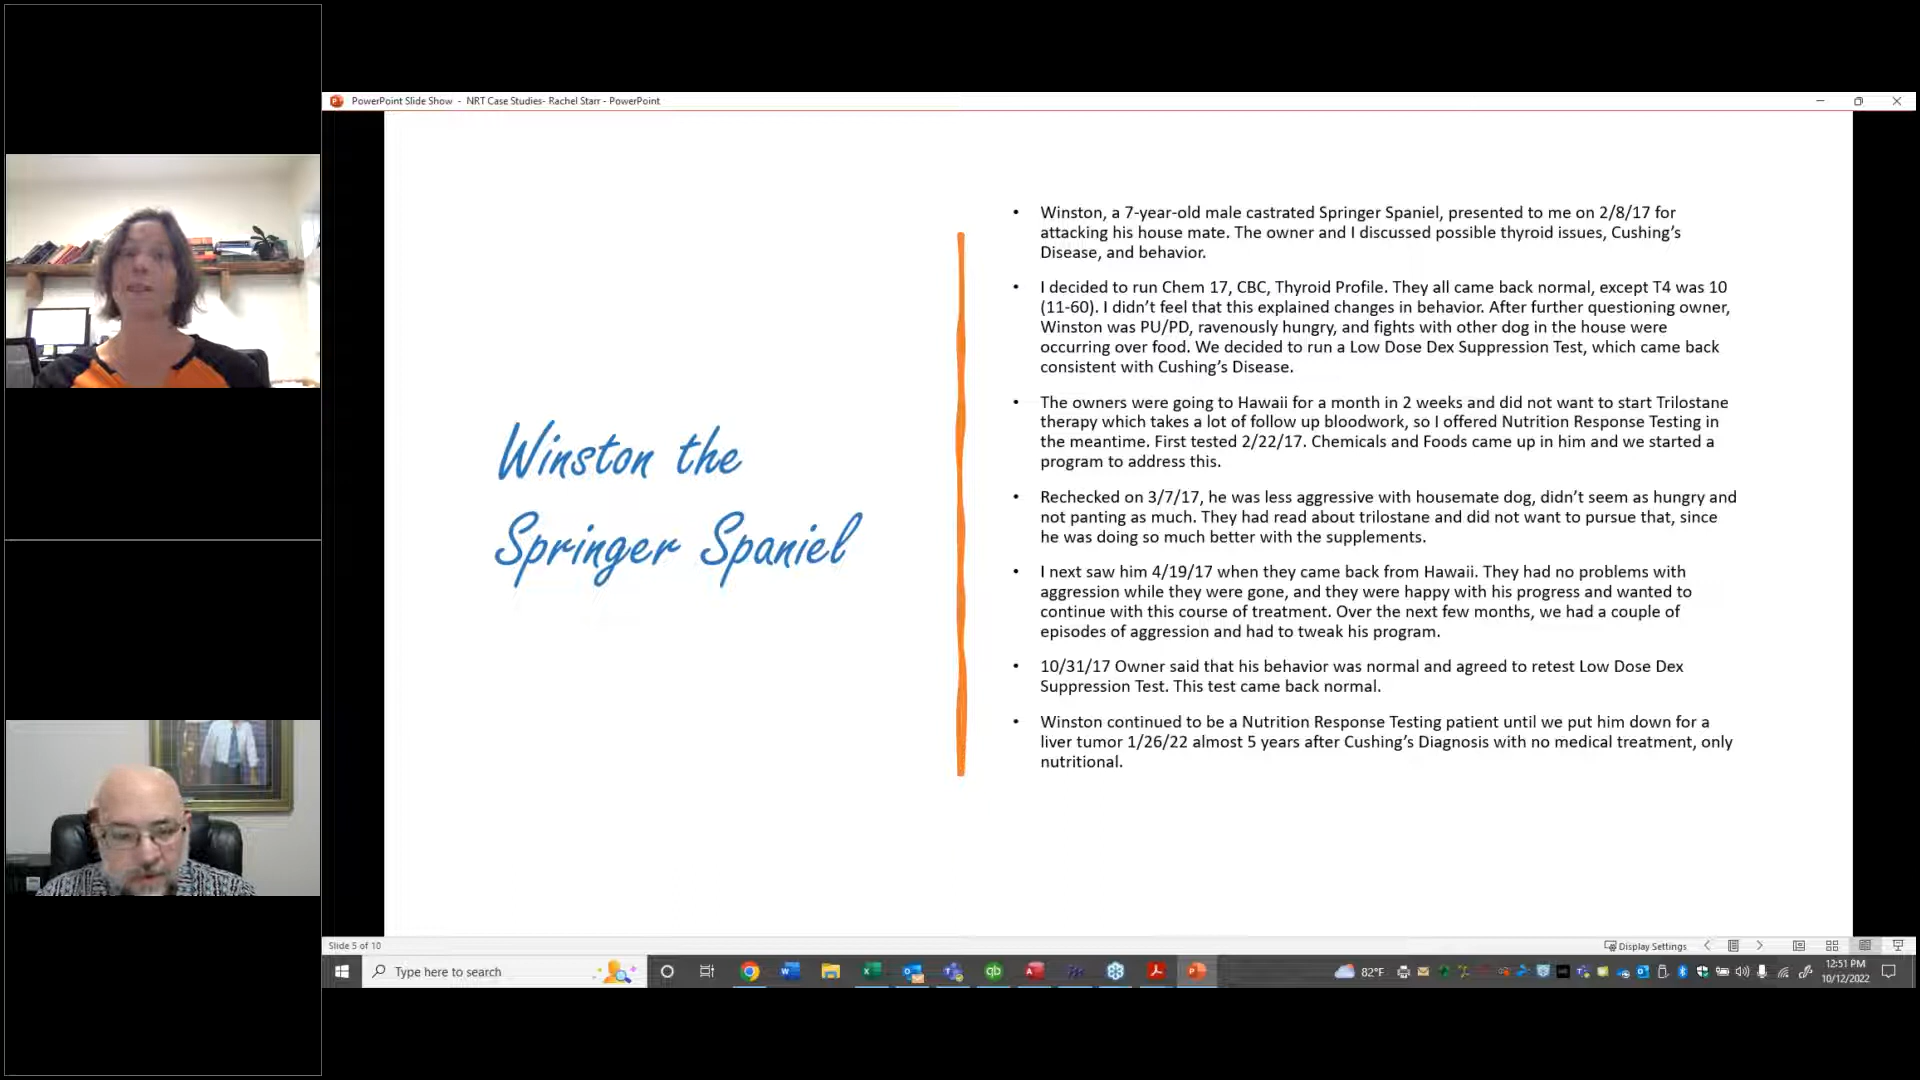 PowerPoint Slide Show - NRT Case Studies- Rachel Starr - PowerPoint
Winston the
Springer Spaniel
• Winston, a 7-year-old male castrated Springer Spaniel, presented to me on 2/8/17 for
attacking his house mate. The owner and I discussed possible thyroid issues, Cushing's
Disease, and behavior.
• I decided to run Chem 17, CBC, Thyroid Profile. They all came back normal, except T4 was 10
(11-60). I didn't feel that this explained changes in behavior. After further questioning owner,
Winston was PU/PD, ravenously hungry, and fights with other dog in the house were
occurring over food. We decided to run a Low Dose Dex Suppression Test, which came back
consistent with Cushing's Disease.
• The owners were going to Hawaii for a month in 2 weeks and did not want to start Trilostane
therapy which takes a lot of follow up bloodwork, so I offered Nutrition Response Testing in
the meantime. First tested 2/22/17. Chemicals and Foods came up in him and we started a
program to address this.
• Rechecked on 3/7/17, he was less aggressive with housemate dog, didn't seem as hungry and
not panting as much. They had read about trilostane and did not want to pursue that, since
he was doing so much better with the supplements.
• I next saw him 4/19/17 when they came back from Hawaii. They had no problems with
aggression while they were gone, and they were happy with his progress and wanted to
continue with this course of treatment. Over the next few months, we had a couple of
episodes of aggression and had to tweak his program.
• 10/31/17 Owner said that his behavior was normal and agreed to retest Low Dose Dex
Suppression Test. This test came back normal.
• Winston continued to be a Nutrition Response Testing patient until we put him down for a
liver tumor 1/26/22 almost 5 years after Cushing's Diagnosis with no medical treatment, only
nutritional.
Slide 5 of 10
Display Settings
Type here to search
82°F
12:51 PM
10/12/2022